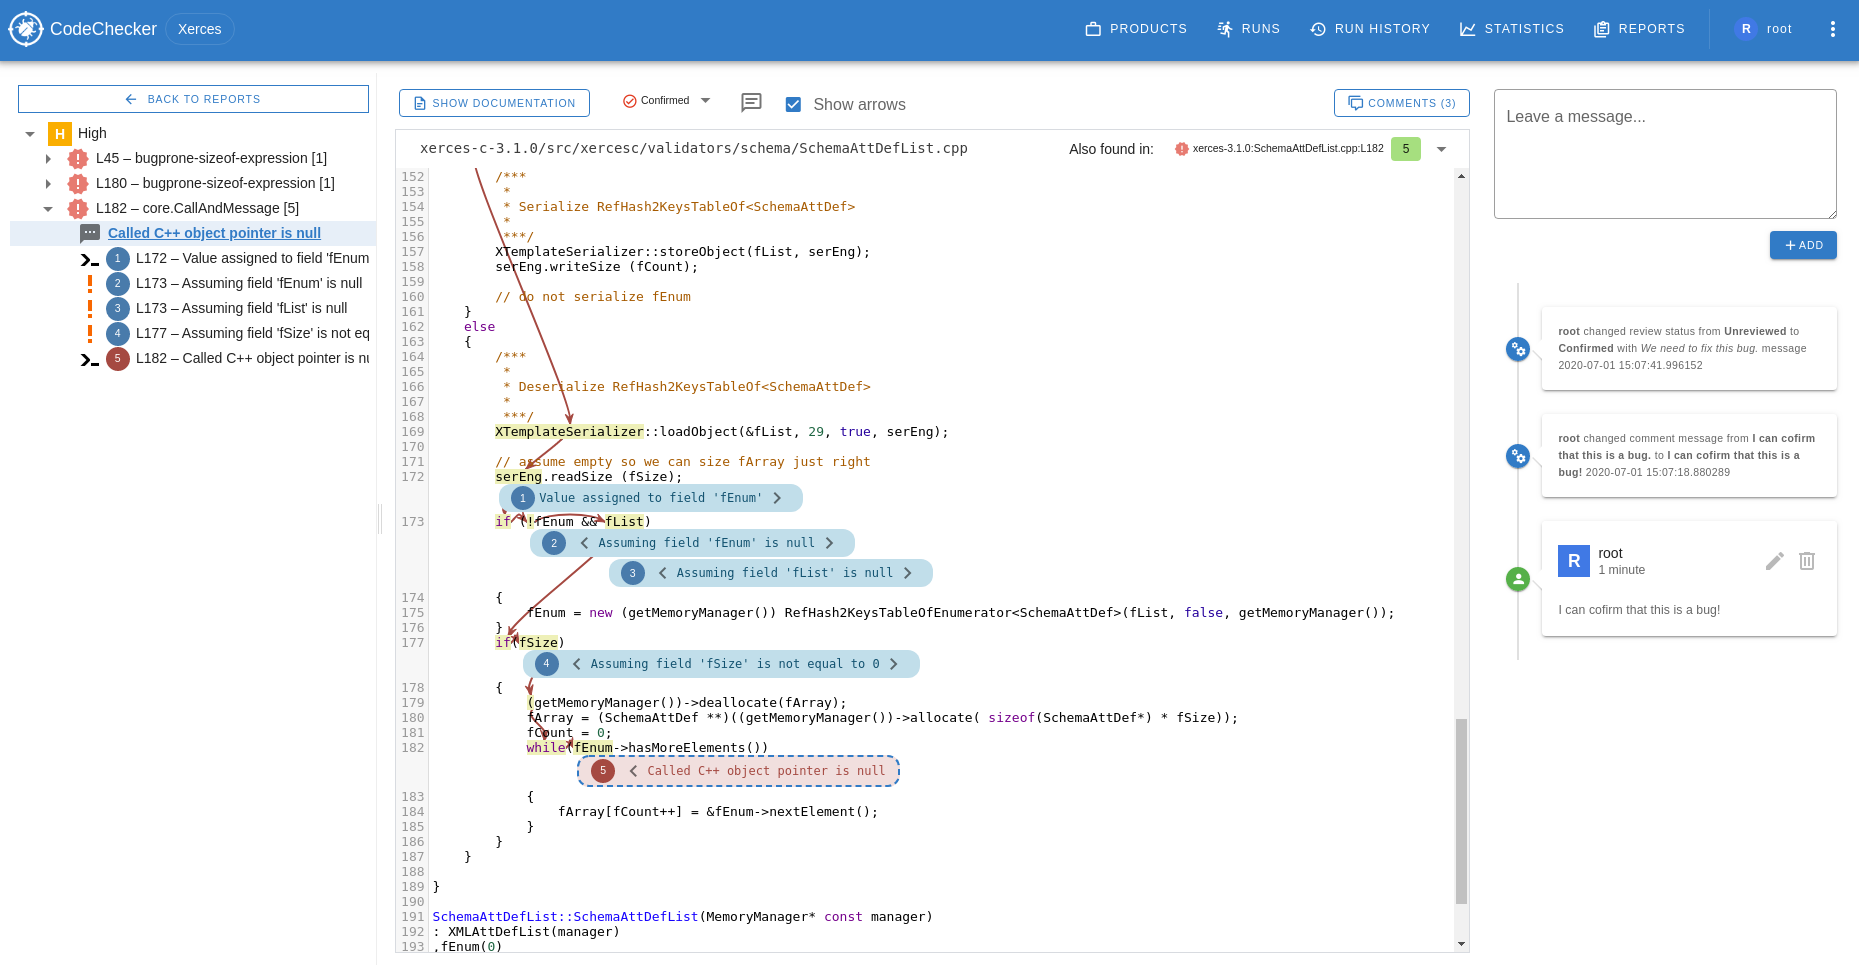 CodeChecker Xerces PRODUCTS RUNS RUN HISTORY STATISTICS REPORTS R root
BACK TO REPORTS
H High
L45 – bugprone-sizeof-expression [1]
L180 – bugprone-sizeof-expression [1]
L182 – core.CallAndMessage [5]
Called C++ object pointer is null
1 L172 – Value assigned to field 'fEnum
2 L173 – Assuming field 'fEnum' is null
3 L173 – Assuming field 'fList' is null
4 L177 – Assuming field 'fSize' is not eq
5 L182 – Called C++ object pointer is nu
SHOW DOCUMENTATION Confirmed Show arrows COMMENTS (3)
xerces-c-3.1.0/src/xercesc/validators/schema/SchemaAttDefList.cpp Also found in: xerces-3.1.0:SchemaAttDefList.cpp:L182 5
152         /***
153          *
154          * Serialize RefHash2KeysTableOf<SchemaAttDef>
155          *
156          ***/
157         XTemplateSerializer::storeObject(fList, serEng);
158         serEng.writeSize (fCount);
159
160         // do not serialize fEnum
161     }
162     else
163     {
164         /***
165          *
166          * Deserialize RefHash2KeysTableOf<SchemaAttDef>
167          *
168          ***/
169         XTemplateSerializer::loadObject(&fList, 29, true, serEng);
170
171         // assume empty so we can size fArray just right
172         serEng.readSize (fSize);
1 Value assigned to field 'fEnum'
173         if (!fEnum && fList)
2 Assuming field 'fEnum' is null
3 Assuming field 'fList' is null
174         {
175             fEnum = new (getMemoryManager()) RefHash2KeysTableOfEnumerator<SchemaAttDef>(fList, false, getMemoryManager());
176         }
177         if(fSize)
4 Assuming field 'fSize' is not equal to 0
178         {
179             (getMemoryManager())->deallocate(fArray);
180             fArray = (SchemaAttDef **)((getMemoryManager())->allocate( sizeof(SchemaAttDef*) * fSize));
181             fCount = 0;
182             while(fEnum->hasMoreElements())
5 Called C++ object pointer is null
183             {
184                 fArray[fCount++] = &fEnum->nextElement();
185             }
186         }
187     }
188
189 }
190
191 SchemaAttDefList::SchemaAttDefList(MemoryManager* const manager)
192 : XMLAttDefList(manager)
193 ,fEnum(0)
Leave a message...
ADD
root changed review status from Unreviewed to
Confirmed with We need to fix this bug. message
2020-07-01 15:07:41.996152
root changed comment message from I can cofirm
that this is a bug. to I can confirm that this is a
bug! 2020-07-01 15:07:18.880289
R root
1 minute
I can cofirm that this is a bug!